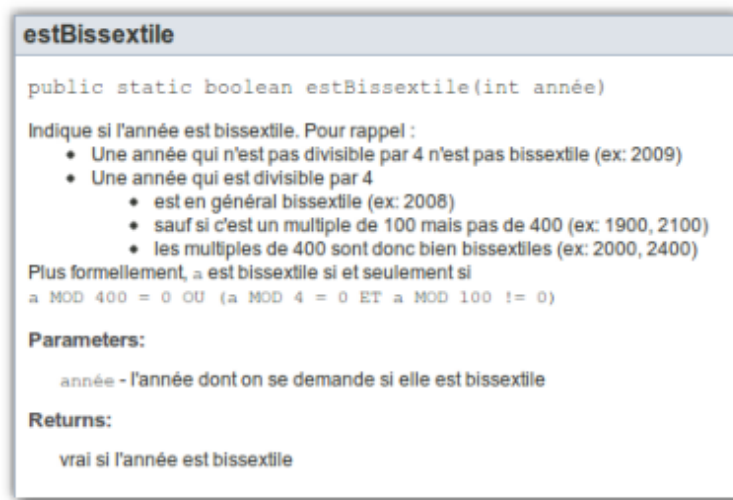 estBissextile
public static boolean estBissextile(int année)
Indique si l'année est bissextile. Pour rappel :
• Une année qui n'est pas divisible par 4 n'est pas bissextile (ex: 2009)
• Une année qui est divisible par 4
• est en général bissextile (ex: 2008)
• sauf si c'est un multiple de 100 mais pas de 400 (ex: 1900, 2100)
• les multiples de 400 sont donc bien bissextiles (ex: 2000, 2400)
Plus formellement, a est bissextile si et seulement si
a MOD 400 = 0 OU (a MOD 4 = 0 ET a MOD 100 != 0)
Parameters:
année - l'année dont on se demande si elle est bissextile
Returns:
vrai si l'année est bissextile